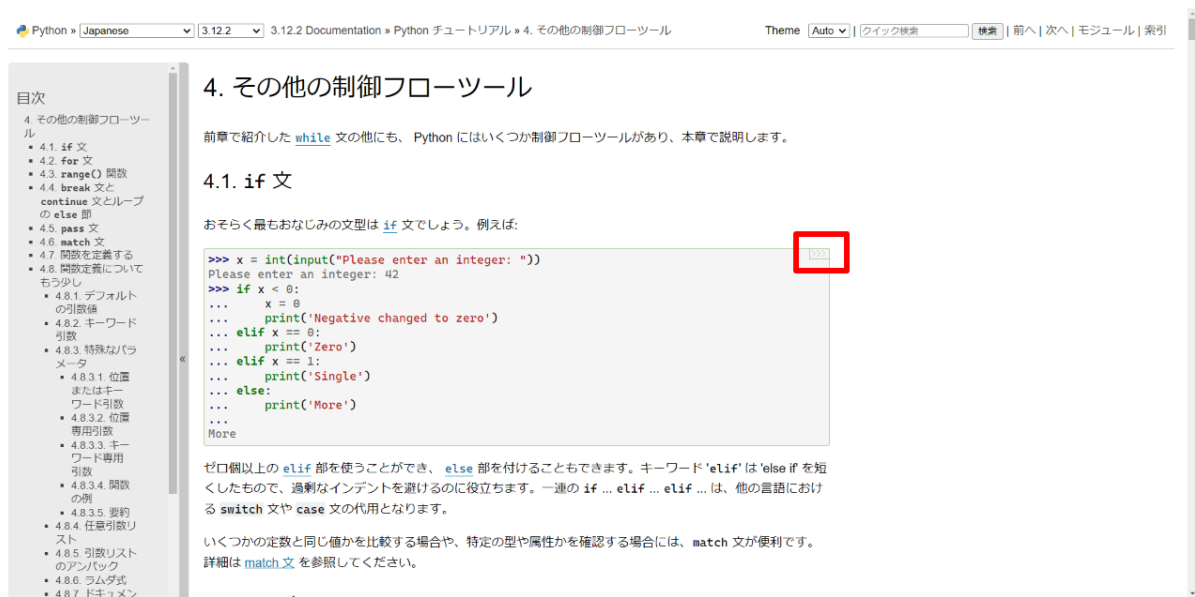 Python » Japanese 3.12.2 3.12.2 Documentation » Python チュートリアル » 4. その他の制御フローツール Theme Auto | クイック検索 検索 | 前へ | 次へ | モジュール | 索引
目次
4. その他の制御フローツー
ル
4.1. if 文
4.2. for 文
4.3. range() 関数
4.4. break 文と
continue 文とループ
の else 節
4.5. pass 文
4.6. match 文
4.7. 関数を定義する
4.8. 関数定義について
もう少し
4.8.1. デフォルト
の引数値
4.8.2. キーワード
引数
4.8.3. 特殊なパラ
メータ
4.8.3.1. 位置
またはキー
ワード引数
4.8.3.2. 位置
専用引数
4.8.3.3. キー
ワード専用
引数
4.8.3.4. 関数
の例
4.8.3.5. 要約
4.8.4. 任意引数リ
スト
4.8.5. 引数リスト
のアンパック
4.8.6. ラムダ式
4.8.7. ドキュメン
«
4. その他の制御フローツール
前章で紹介した while 文の他にも、 Python にはいくつか制御フローツールがあり、本章で説明します。
4.1. if 文
おそらく最もおなじみの文型は if 文でしょう。例えば:
>>>
>>> x = int(input("Please enter an integer: "))
Please enter an integer: 42
>>> if x < 0:
...     x = 0
...     print('Negative changed to zero')
... elif x == 0:
...     print('Zero')
... elif x == 1:
...     print('Single')
... else:
...     print('More')
...
More
ゼロ個以上の elif 部を使うことができ、 else 部を付けることもできます。キーワード 'elif' は 'else if' を短
くしたもので、過剰なインデントを避けるのに役立ちます。一連の if ... elif ... elif ... は、他の言語におけ
る switch 文や case 文の代用となります。
いくつかの定数と同じ値かを比較する場合や、特定の型や属性かを確認する場合には、match 文が便利です。
詳細は match 文 を参照してください。